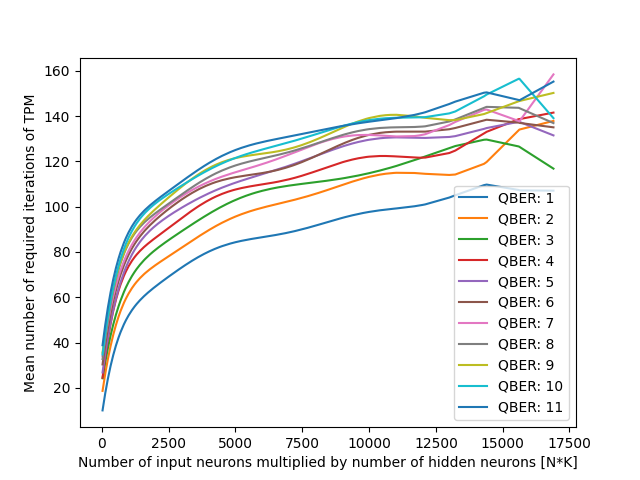 160
140
120
100
80
60
40
20
Mean number of required iterations of TPM
QBER: 1
QBER: 2
QBER: 3
QBER: 4
QBER: 5
QBER: 6
QBER: 7
QBER: 8
QBER: 9
QBER: 10
QBER: 11
0 2500 5000 7500 10000 12500 15000 17500
Number of input neurons multiplied by number of hidden neurons [N*K]